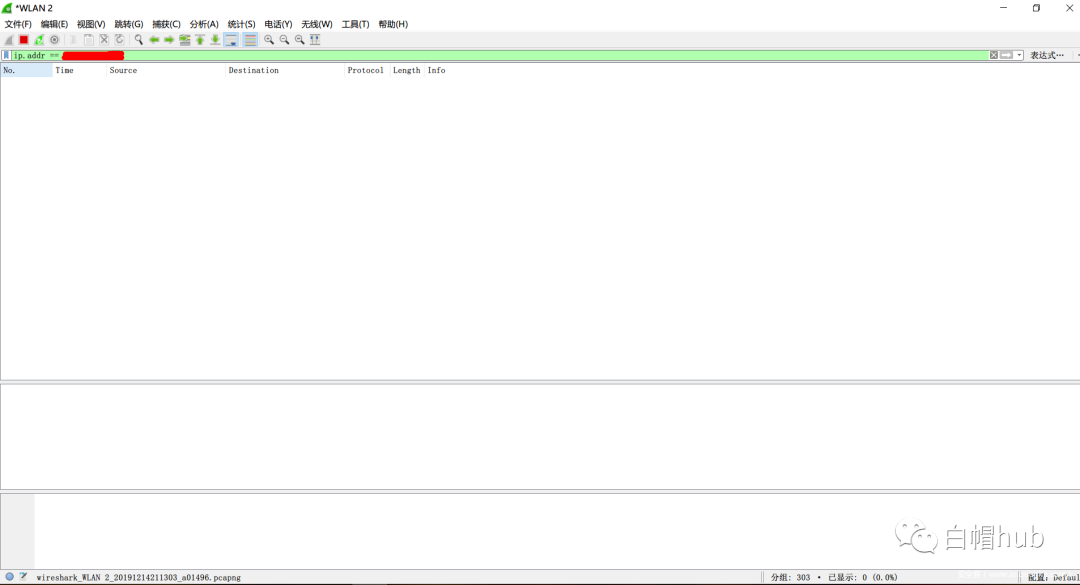 *WLAN 2
文件(F) 编辑(E) 视图(V) 跳转(G) 捕获(C) 分析(A) 统计(S) 电话(Y) 无线(W) 工具(T) 帮助(H)
ip.addr ==
表达式…
No. Time Source Destination Protocol Length Info
白帽hub
wireshark_WLAN 2_20191214211303_a01496.pcapng
分组: 303 · 已显示: 0 (0.0%)
配置: Defaul